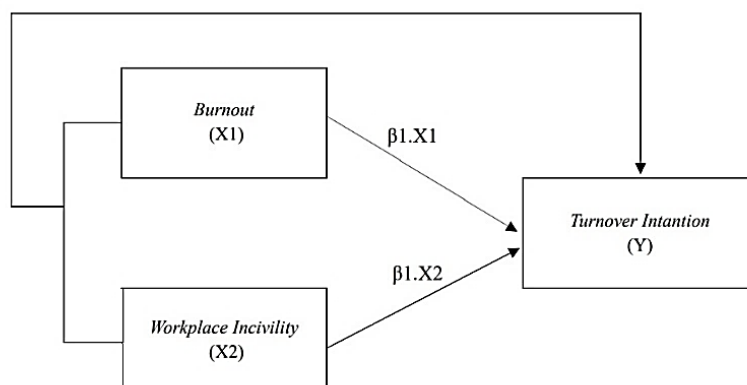 Burnout
(X1)
β1.X1
Turnover Intantion
(Y)
β1.X2
Workplace Incivility
(X2)